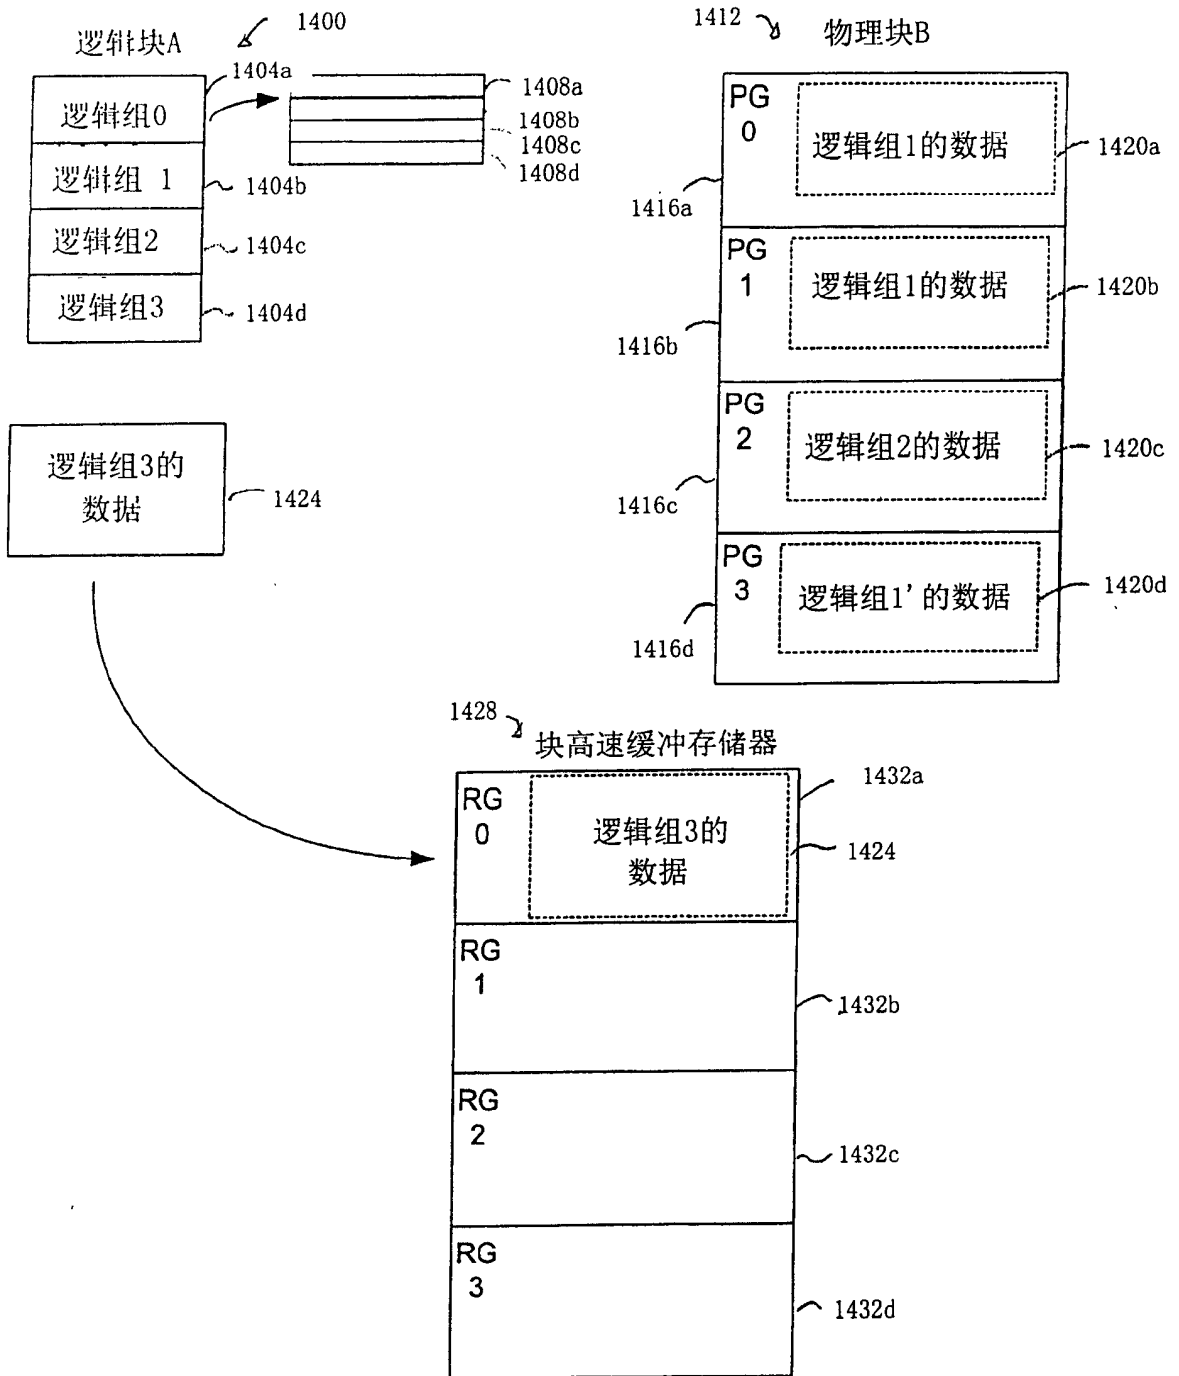 逻辑块A
1400
逻辑组0
逻辑组 1
逻辑组2
逻辑组3
1404a
1404b
1404c
1404d
1408a
1408b
1408c
1408d
1412
物理块B
PG
0
逻辑组1的数据
1420a
1416a
PG
1
逻辑组1的数据
1420b
1416b
PG
2
逻辑组2的数据
1420c
1416c
PG
3
逻辑组1'的数据
1420d
1416d
逻辑组3的
数据
1424
1428
块高速缓冲存储器
RG
0
逻辑组3的
数据
1432a
1424
RG
1
1432b
RG
2
1432c
RG
3
1432d